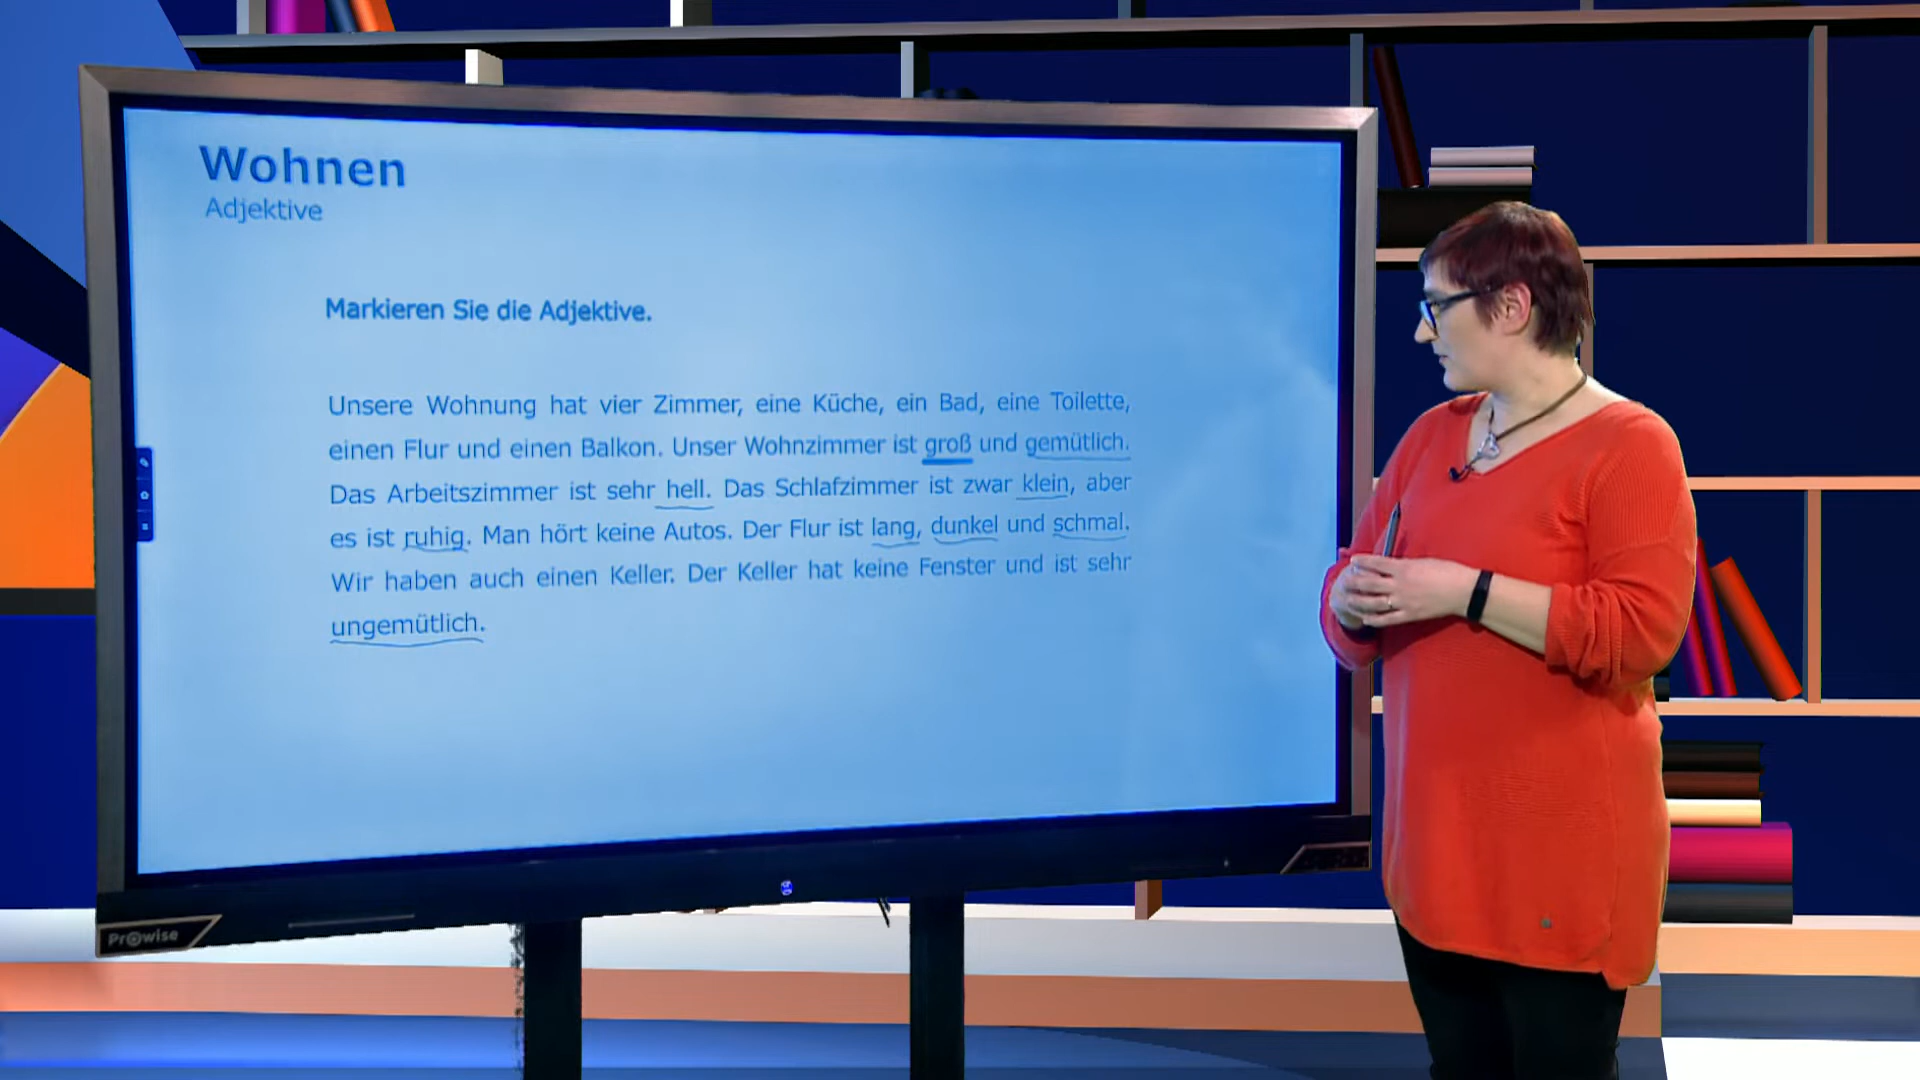 Wohnen
Adjektive
Markieren Sie die Adjektive.
Unsere Wohnung hat vier Zimmer, eine Küche, ein Bad, eine Toilette,
einen Flur und einen Balkon. Unser Wohnzimmer ist groß und gemütlich.
Das Arbeitszimmer ist sehr hell. Das Schlafzimmer ist zwar klein, aber
es ist ruhig. Man hört keine Autos. Der Flur ist lang, dunkel und schmal.
Wir haben auch einen Keller. Der Keller hat keine Fenster und ist sehr
ungemütlich.
Prowise